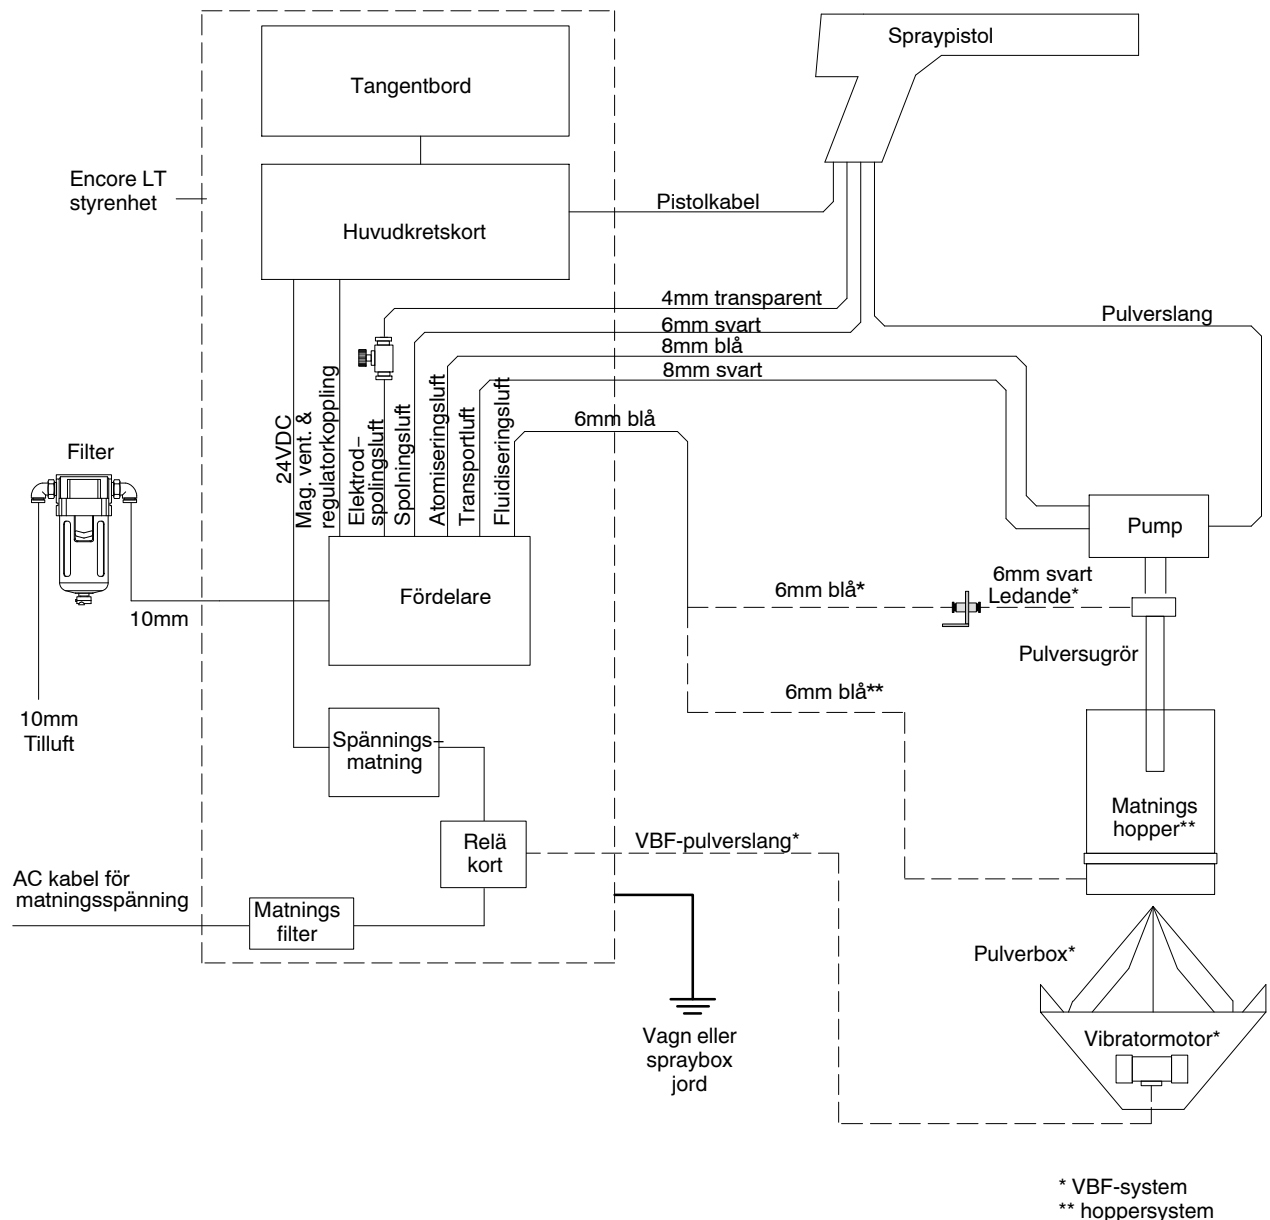 Spraypistol
Tangentbord
Encore LT
styrenhet
Pistolkabel
Huvudkretskort
4mm transparent
6mm svart
8mm blå
8mm svart
Pulverslang
24VDC
Mag. vent. &
regulatorkoppling
Elektrod–
spolingsluft
Spolningsluft
Atomiseringsluft
Transportluft
Fluidiseringsluft
6mm blå
Filter
Pump
Fördelare
10mm
6mm blå*
6mm svart
Ledande*
Pulversugrör
6mm blå**
10mm
Tilluft
Spännings–
matning
Matnings
hopper**
Relä
kort
VBF-pulverslang*
AC kabel för
matningsspänning
Matnings
filter
Pulverbox*
Vagn eller
spraybox
jord
Vibratormotor*
* VBF-system
** hoppersystem